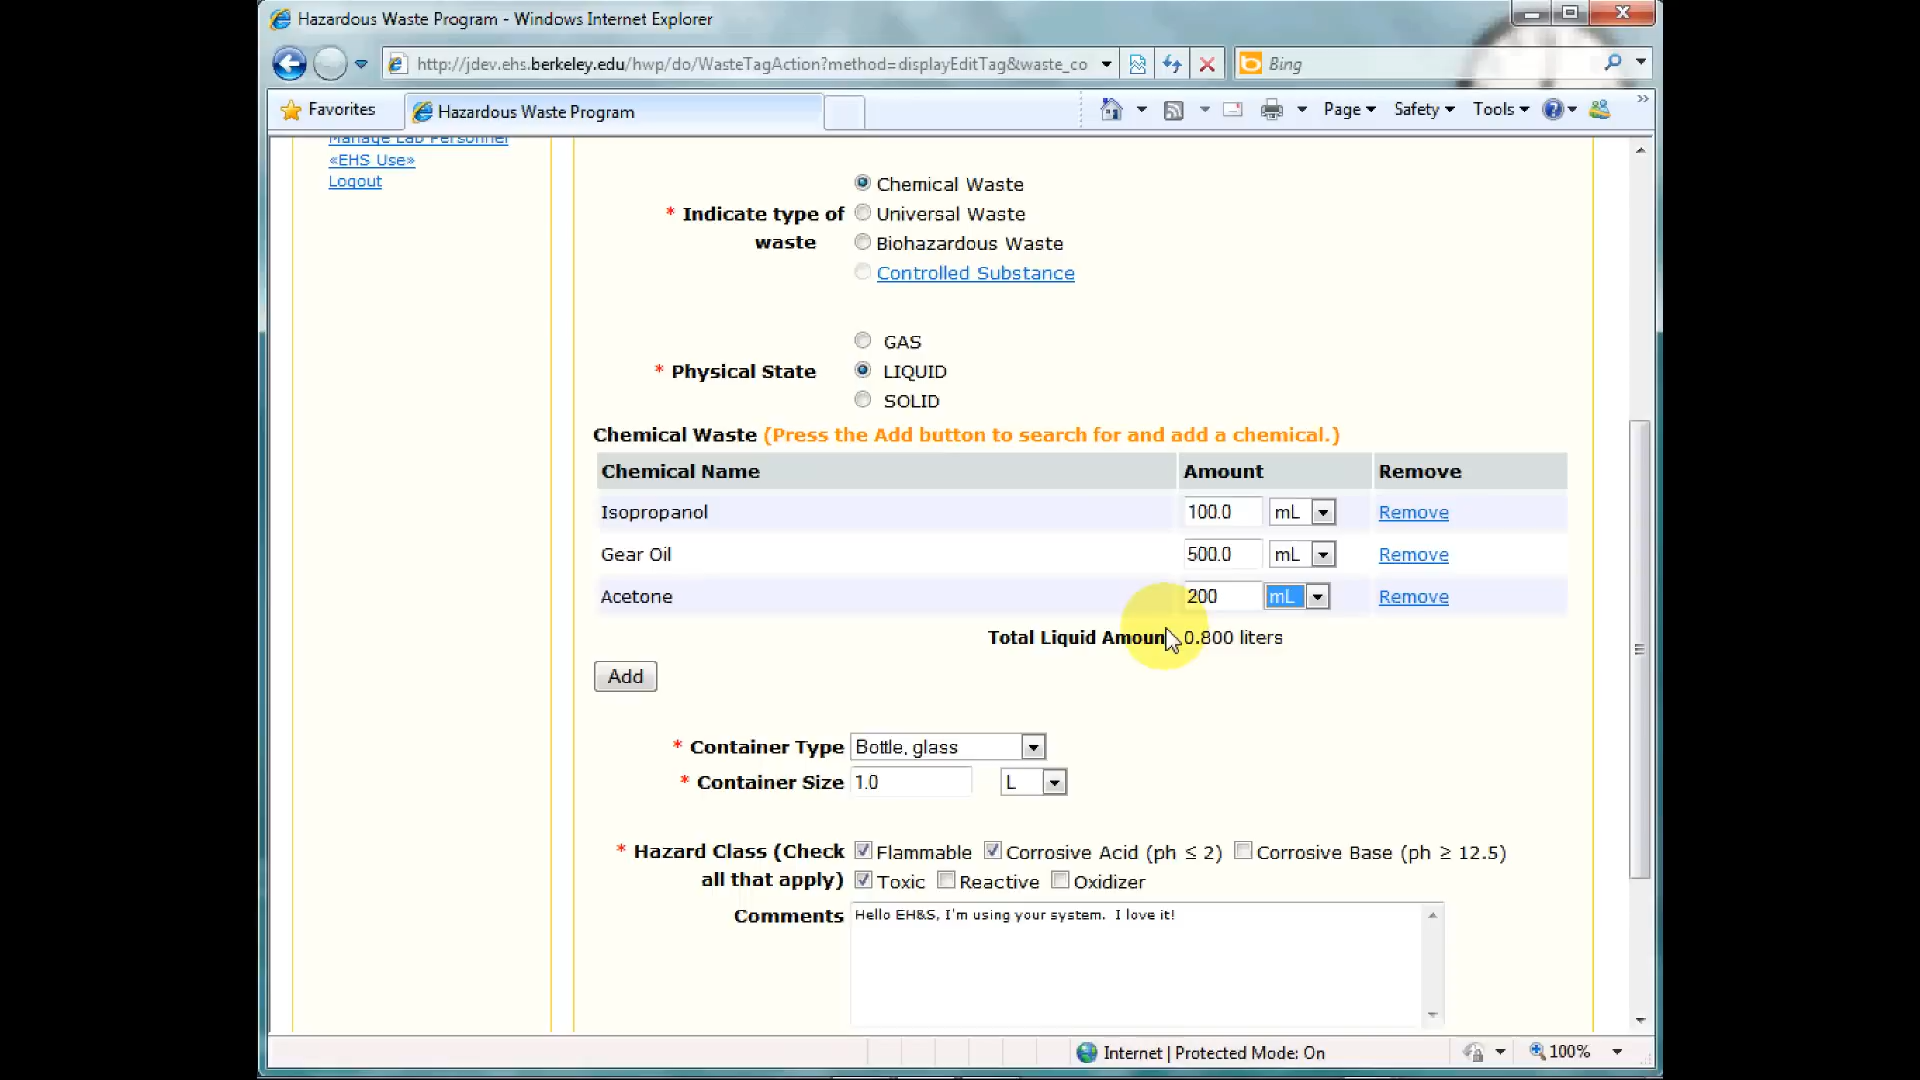 Hazardous Waste Program - Windows Internet Explorer
http://jdev.ehs.berkeley.edu/hwp/do/WasteTagAction?method=displayEditTag&waste_co
Bing
Favorites
Hazardous Waste Program
Page
Safety
Tools
»
Manage Lab Personnel
«EHS Use»
Logout
* Indicate type of waste
Chemical Waste
Universal Waste
Biohazardous Waste
Controlled Substance
* Physical State
GAS
LIQUID
SOLID
Chemical Waste (Press the Add button to search for and add a chemical.)
Chemical Name Amount Remove
Isopropanol 100.0 mL Remove
Gear Oil 500.0 mL Remove
Acetone 200 mL Remove
Total Liquid Amoun 0.800 liters
Add
* Container Type Bottle, glass
* Container Size 1.0 L
* Hazard Class (Check all that apply)
Flammable Corrosive Acid (ph ≤ 2) Corrosive Base (ph ≥ 12.5)
Toxic Reactive Oxidizer
Comments Hello EH&S, I'm using your system. I love it!
Internet | Protected Mode: On
100%